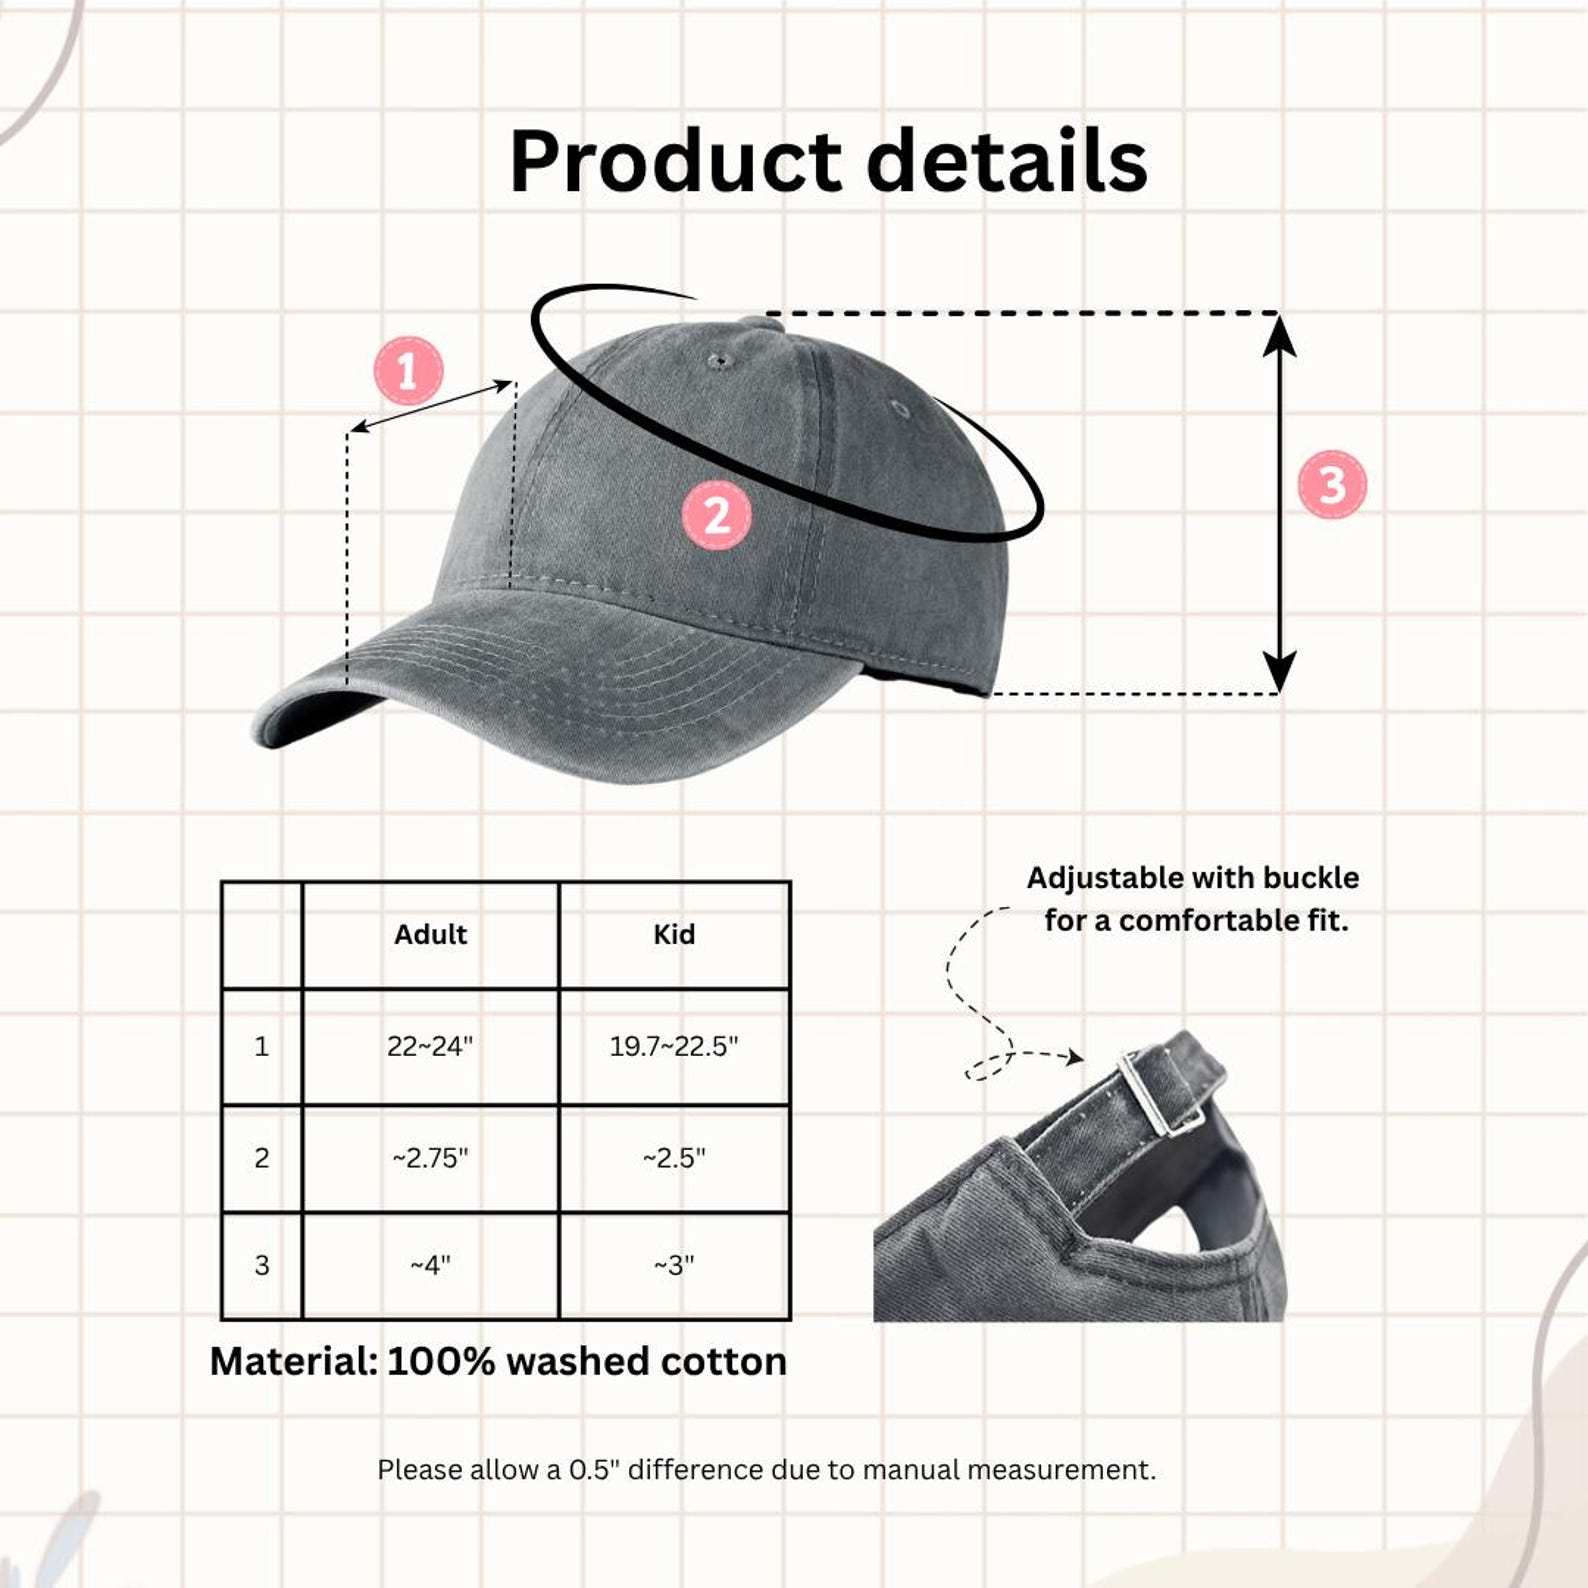 Product details
1
2
3
Adjustable with buckle
for a comfortable fit.
Adult Kid
1 22~24" 19.7~22.5"
2 ~2.75" ~2.5"
3 ~4" ~3"
Material: 100% washed cotton
Please allow a 0.5" difference due to manual measurement.